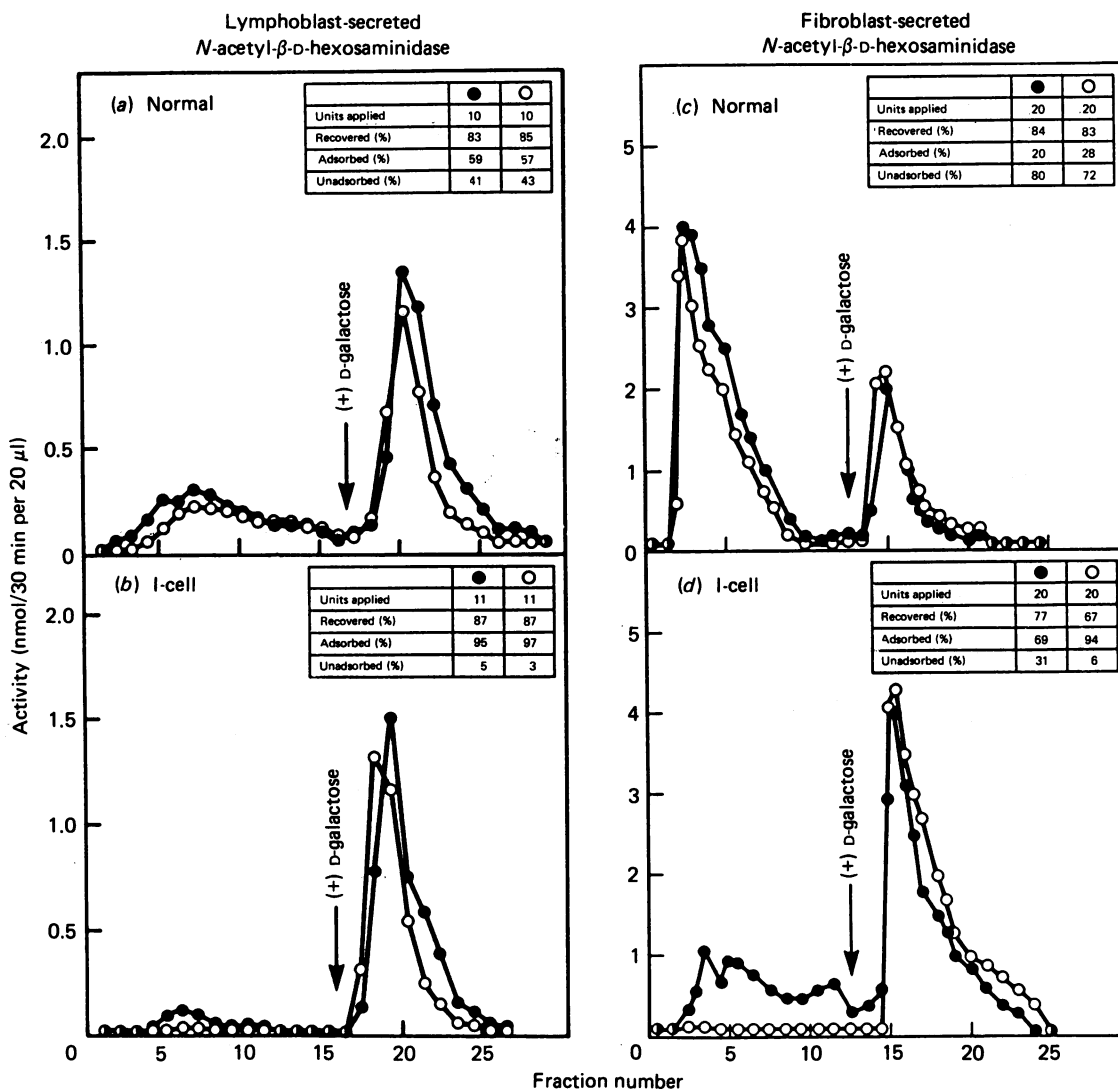 Lymphoblast-secreted
N-acetyl-β-D-hexosaminidase
Fibroblast-secreted
N-acetyl-β-D-hexosaminidase
(a) Normal
● ○
Units applied 10 10
Recovered (%) 83 85
Adsorbed (%) 59 57
Unadsorbed (%) 41 43
2.0
1.5
1.0
0.5
0
(+) D-galactose
(c) Normal
● ○
Units applied 20 20
Recovered (%) 84 83
Adsorbed (%) 20 28
Unadsorbed (%) 80 72
5
4
3
2
1
0
(+) D-galactose
(b) I-cell
● ○
Units applied 11 11
Recovered (%) 87 87
Adsorbed (%) 95 97
Unadsorbed (%) 5 3
2.0
1.5
1.0
0.5
(+) D-galactose
0 5 10 15 20 25
(d) I-cell
● ○
Units applied 20 20
Recovered (%) 77 67
Adsorbed (%) 69 94
Unadsorbed (%) 31 6
5
4
3
2
1
(+) D-galactose
0 5 10 15 20 25
Activity (nmol/30 min per 20 μl)
Fraction number